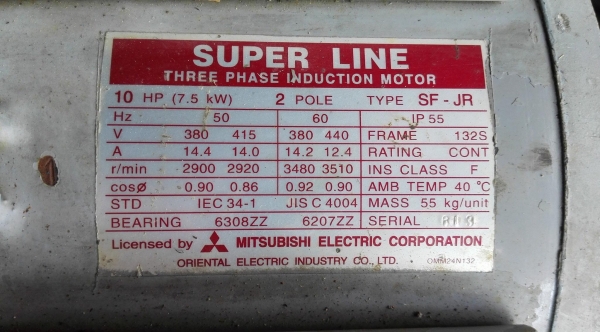 SUPER LINE
THREE PHASE INDUCTION MOTOR
10 HP (7.5 kW) 2 POLE TYPE SF - JR
Hz 50 60 IP 55
V 380 415 380 440 FRAME 132S
A 14.4 14.0 14.2 12.4 RATING CONT
r/min 2900 2920 3480 3510 INS CLASS F
cosø 0.90 0.86 0.92 0.90 AMB TEMP 40 °C
STD IEC 34-1 JIS C 4004 MASS 55 kg/unit
BEARING 6308ZZ 6207ZZ SERIAL
Licensed by MITSUBISHI ELECTRIC CORPORATION
ORIENTAL ELECTRIC INDUSTRY CO., LTD. OMM24N132